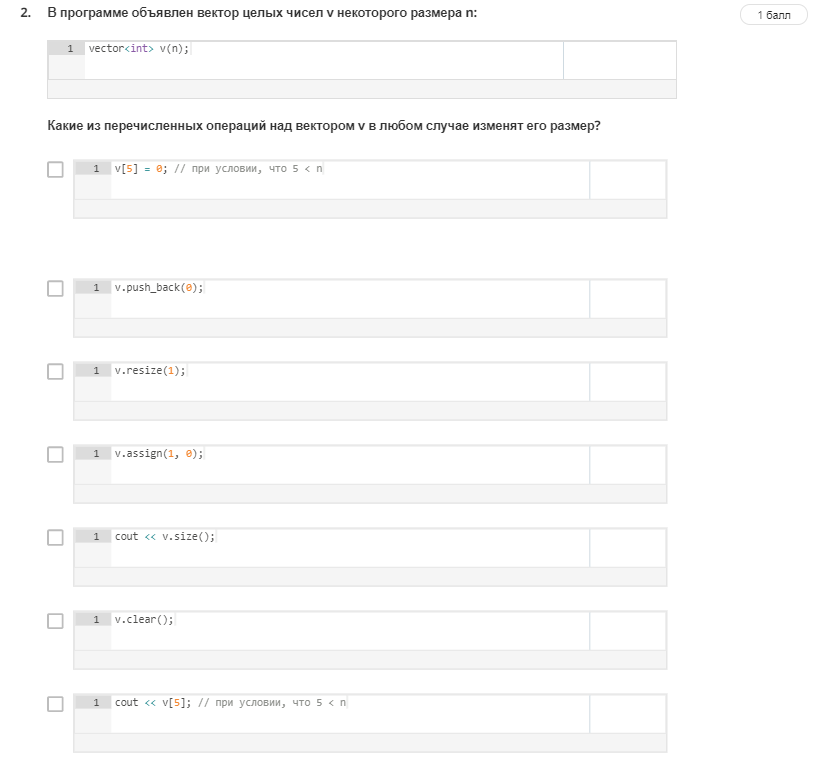 2. В программе объявлен вектор целых чисел v некоторого размера n:
1 балл
1 vector<int> v(n);
Какие из перечисленных операций над вектором v в любом случае изменят его размер?
1 v[5] = 0; // при условии, что 5 < n
1 v.push_back(0);
1 v.resize(1);
1 v.assign(1, 0);
1 cout << v.size();
1 v.clear();
1 cout << v[5]; // при условии, что 5 < n